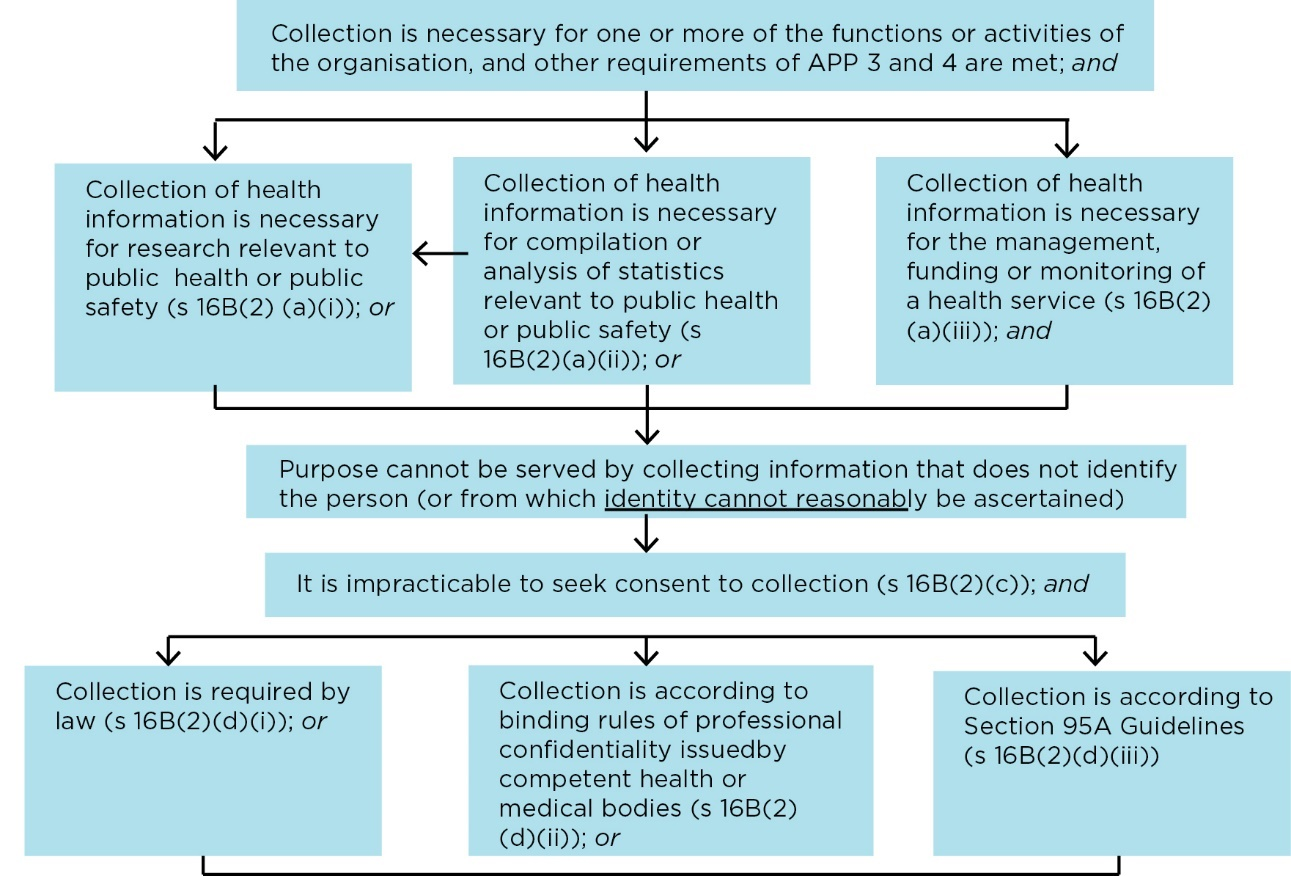 Collection is necessary for one or more of the functions or activities of
the organisation, and other requirements of APP 3 and 4 are met; and
Collection of health
information is necessary
for research relevant to
public  health or public
safety (s 16B(2) (a)(i)); or
Collection of health
information is necessary
for compilation or
analysis of statistics
relevant to public health
or public safety (s
16B(2)(a)(ii)); or
Collection of health
information is necessary
for the management,
funding or monitoring of
a health service (s 16B(2)
(a)(iii)); and
Purpose cannot be served by collecting information that does not identify
the person (or from which identity cannot reasonably be ascertained)
It is impracticable to seek consent to collection (s 16B(2)(c)); and
Collection is required by
law (s 16B(2)(d)(i)); or
Collection is according to
binding rules of professional
confidentiality issuedby
competent health or
medical bodies (s 16B(2)
(d)(ii)); or
Collection is according to
Section 95A Guidelines
(s 16B(2)(d)(iii))